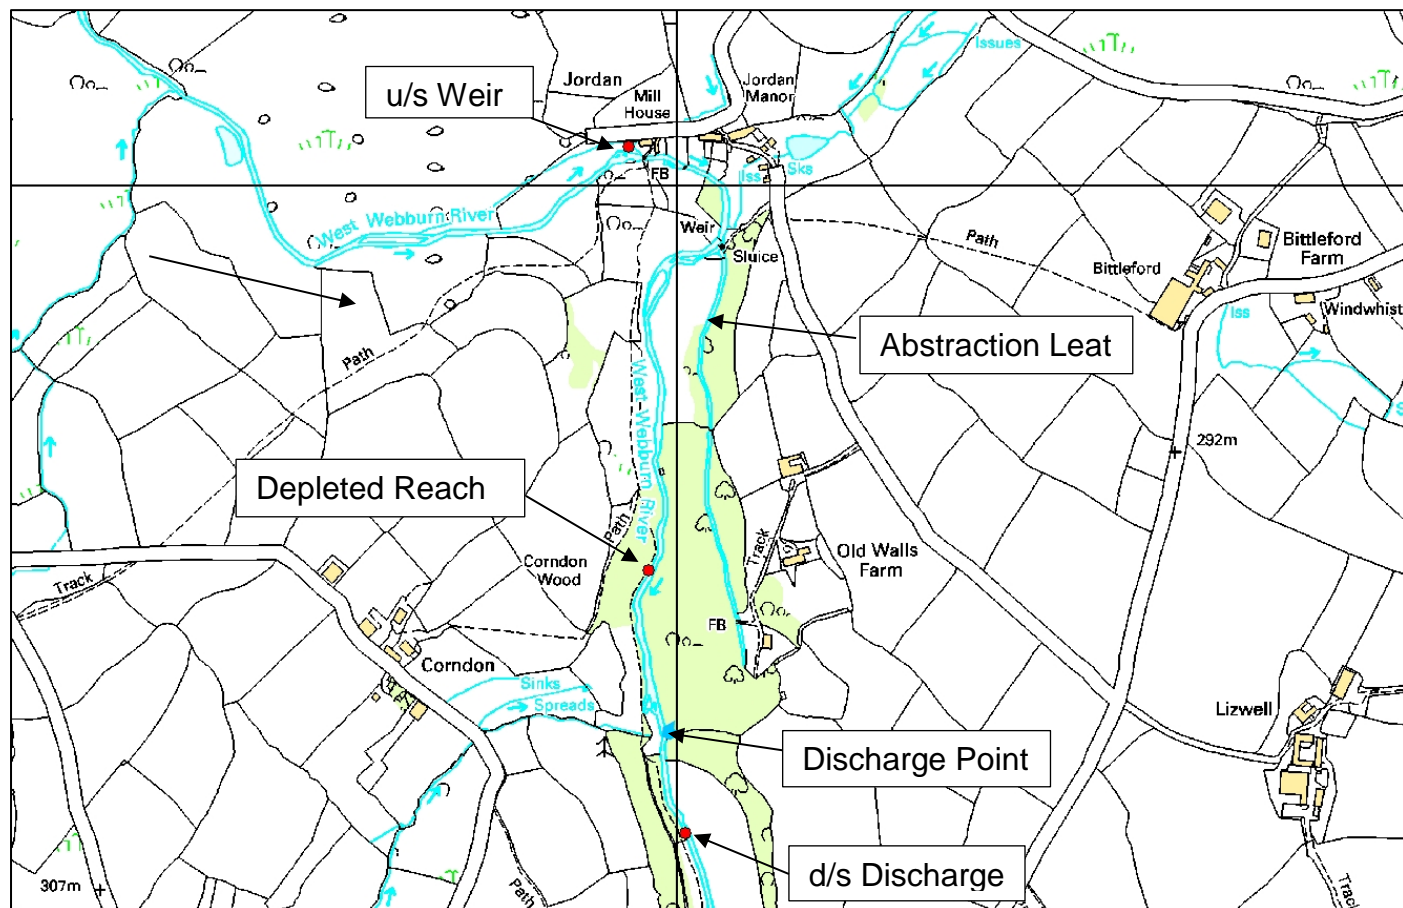 Issues
Jordan
Jordan
Manor
u/s Weir
Mill
House
FB
Iss
Sks
West Webburn River
Weir
Sluice
Path
Bittleford
Bittleford
Farm
Windwhist
Iss
Path
Abstraction Leat
West Webburn River
292m
Depleted Reach
Path
Corndon
Wood
Track
Old Walls
Farm
Track
FB
Corndon
Sinks
Spreads
Lizwell
Discharge Point
d/s Discharge
307m
Path
Track